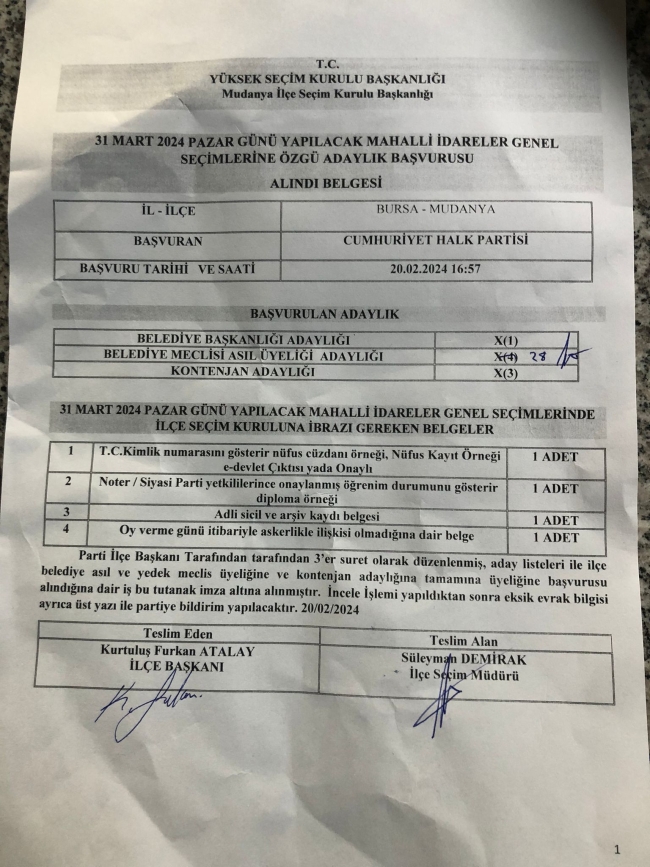 T.C.
YÜKSEK SEÇİM KURULU BAŞKANLIĞI
Mudanya İlçe Seçim Kurulu Başkanlığı
31 MART 2024 PAZAR GÜNÜ YAPILACAK MAHALLİ İDARELER GENEL
SEÇİMLERİNE ÖZGÜ ADAYLIK BAŞVURUSU
ALINDI BELGESİ
İL - İLÇE BURSA - MUDANYA
BAŞVURAN CUMHURİYET HALK PARTİSİ
BAŞVURU TARİHİ VE SAATİ 20.02.2024 16:57
BAŞVURULAN ADAYLIK
BELEDİYE BAŞKANLIĞI ADAYLIĞI X(1)
BELEDİYE MECLİSİ ASIL ÜYELİĞİ ADAYLIĞI 28
KONTENJAN ADAYLIĞI X(3)
31 MART 2024 PAZAR GÜNÜ YAPILACAK MAHALLİ İDARELER GENEL SEÇİMLERİNDE
İLÇE SEÇİM KURULUNA İBRAZI GEREKEN BELGELER
1 T.C.Kimlik numarasını gösterir nüfus cüzdanı örneği, Nüfus Kayıt Örneği 1 ADET
e-devlet Çıktısı yada Onaylı
2 Noter / Siyasi Parti yetkililerince onaylanmış öğrenim durumunu gösterir 1 ADET
diploma örneği
3 Adli sicil ve arşiv kaydı belgesi 1 ADET
4 Oy verme günü itibariyle askerlikle ilişkisi olmadığına dair belge 1 ADET
Parti İlçe Başkanı Tarafından tarafından 3'er suret olarak düzenlenmiş, aday listeleri ile ilçe
belediye asıl ve yedek meclis üyeliğine ve kontenjan adaylığına tamamına üyeliğine başvurusu
alındığına dair iş bu tutanak imza altına alınmıştır. İncele İşlemi yapıldıktan sonra eksik evrak bilgisi
ayrıca üst yazı ile partiye bildirim yapılacaktır. 20/02/2024
Teslim Eden
Kurtuluş Furkan ATALAY
İLÇE BAŞKANI
Teslim Alan
Süleyman DEMİRAK
İlçe Seçim Müdürü
1